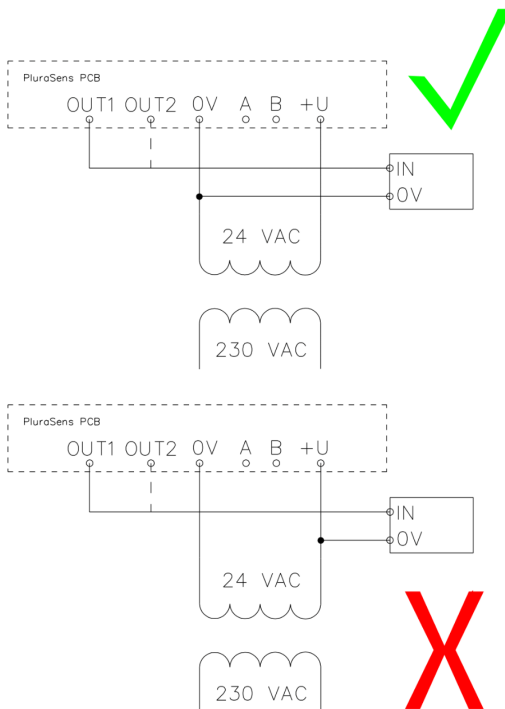 PluraSens PCB
OUT1 OUT2 0V A B +U
IN
0V
24 VAC
230 VAC
PluraSens PCB
OUT1 OUT2 0V A B +U
IN
0V
24 VAC
230 VAC